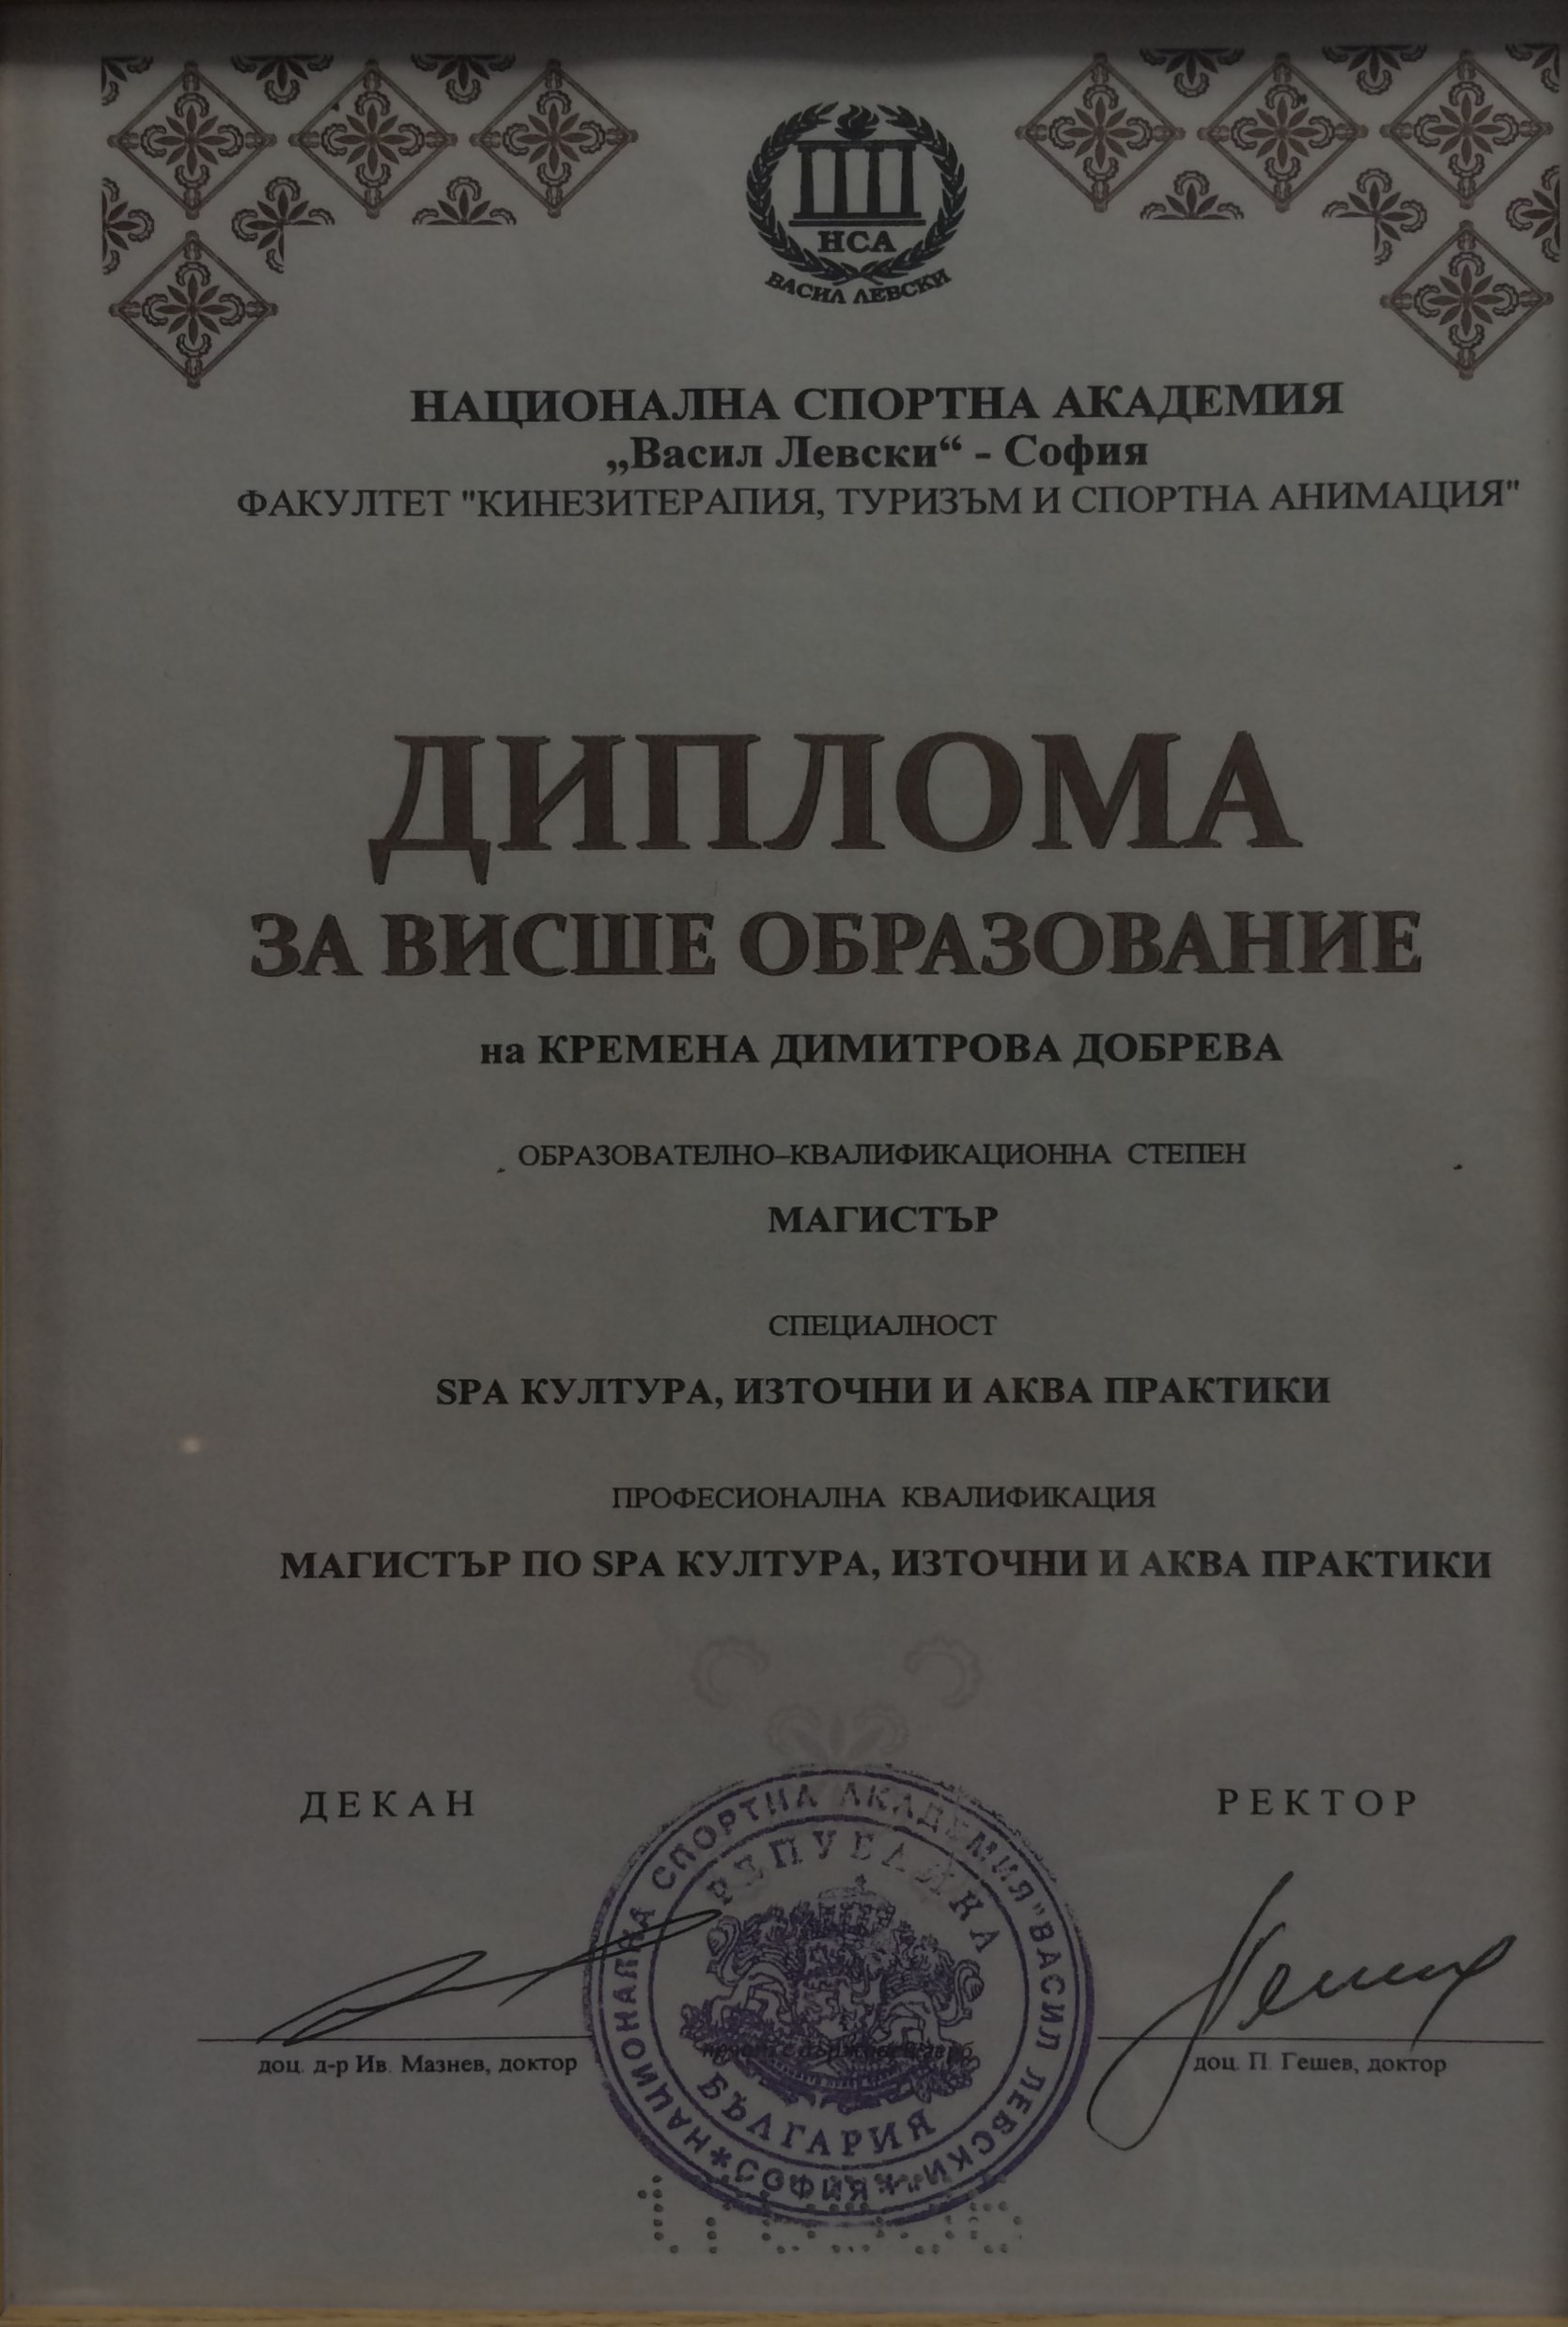 НСА
ВАСИЛ ЛЕВСКИ
НАЦИОНАЛНА СПОРТНА АКАДЕМИЯ
„Васил Левски“ - София
ФАКУЛТЕТ "КИНЕЗИТЕРАПИЯ, ТУРИЗЪМ И СПОРТНА АНИМАЦИЯ"
ДИПЛОМА
ЗА ВИСШЕ ОБРАЗОВАНИЕ
на КРЕМЕНА ДИМИТРОВА ДОБРЕВА
ОБРАЗОВАТЕЛНО–КВАЛИФИКАЦИОННА СТЕПЕН
МАГИСТЪР
СПЕЦИАЛНОСТ
SPA КУЛТУРА, ИЗТОЧНИ И АКВА ПРАКТИКИ
ПРОФЕСИОНАЛНА КВАЛИФИКАЦИЯ
МАГИСТЪР ПО SPA КУЛТУРА, ИЗТОЧНИ И АКВА ПРАКТИКИ
ДЕКАН
РЕКТОР
НАЦИОНАЛНА СПОРТНА АКАДЕМИЯ "ВАСИЛ ЛЕВСКИ" * СОФИЯ *
РЕПУБЛИКА
БЪЛГАРИЯ
доц. д-р Ив. Мазнев, доктор
доц. П. Гешев, доктор